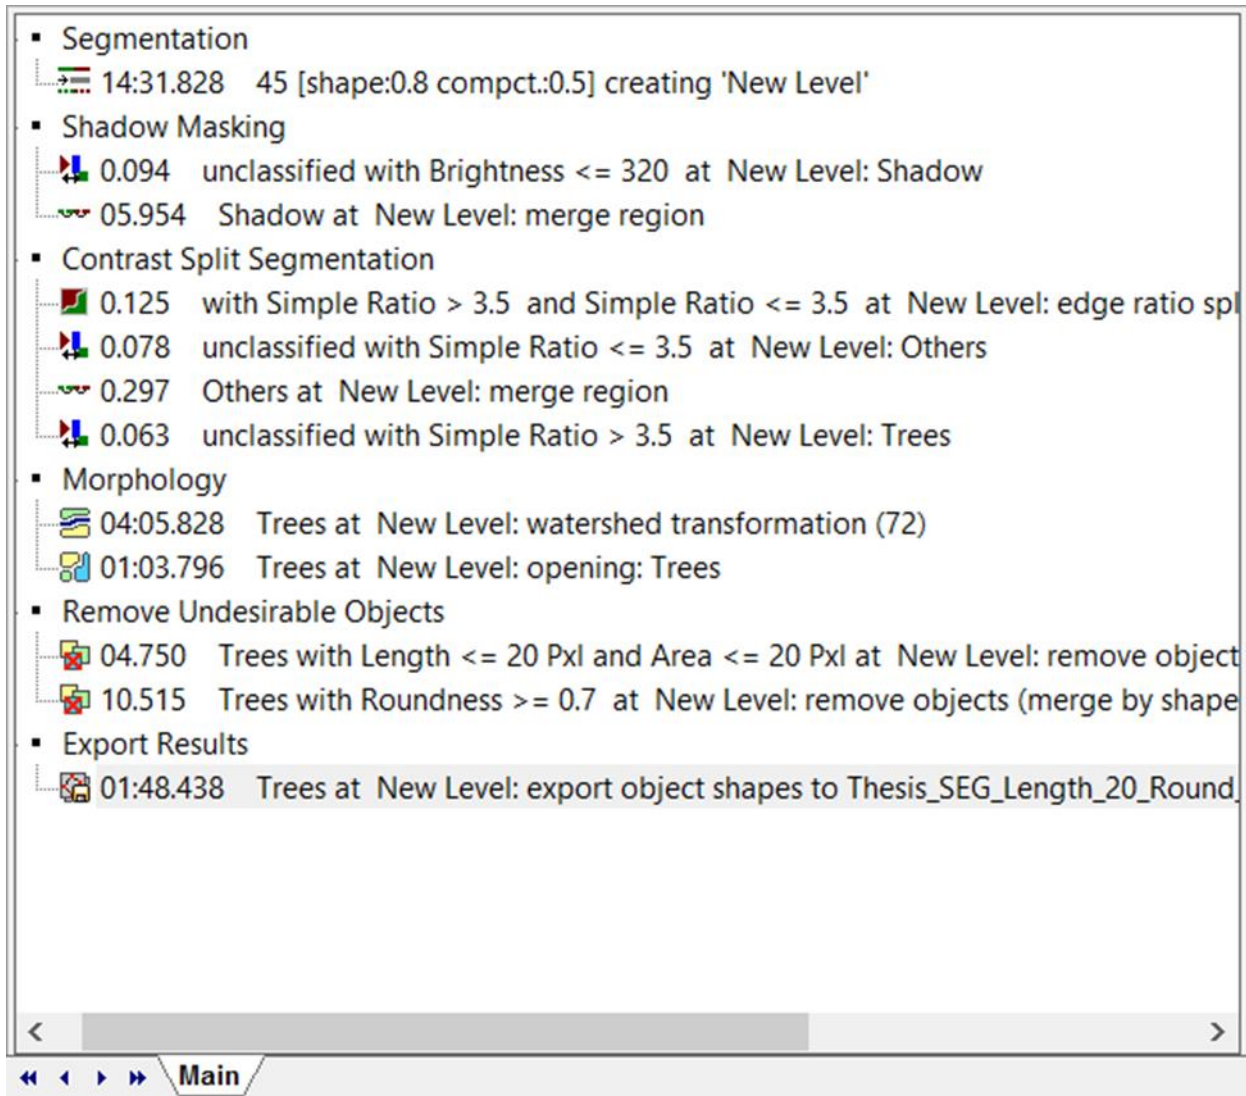 Segmentation
14:31.828 45 [shape:0.8 compct.:0.5] creating 'New Level'
Shadow Masking
0.094 unclassified with Brightness <= 320 at New Level: Shadow
05.954 Shadow at New Level: merge region
Contrast Split Segmentation
0.125 with Simple Ratio > 3.5 and Simple Ratio <= 3.5 at New Level: edge ratio spl
0.078 unclassified with Simple Ratio <= 3.5 at New Level: Others
0.297 Others at New Level: merge region
0.063 unclassified with Simple Ratio > 3.5 at New Level: Trees
Morphology
04:05.828 Trees at New Level: watershed transformation (72)
01:03.796 Trees at New Level: opening: Trees
Remove Undesirable Objects
04.750 Trees with Length <= 20 Pxl and Area <= 20 Pxl at New Level: remove object
10.515 Trees with Roundness >= 0.7 at New Level: remove objects (merge by shape
Export Results
01:48.438 Trees at New Level: export object shapes to Thesis_SEG_Length_20_Round_
Main